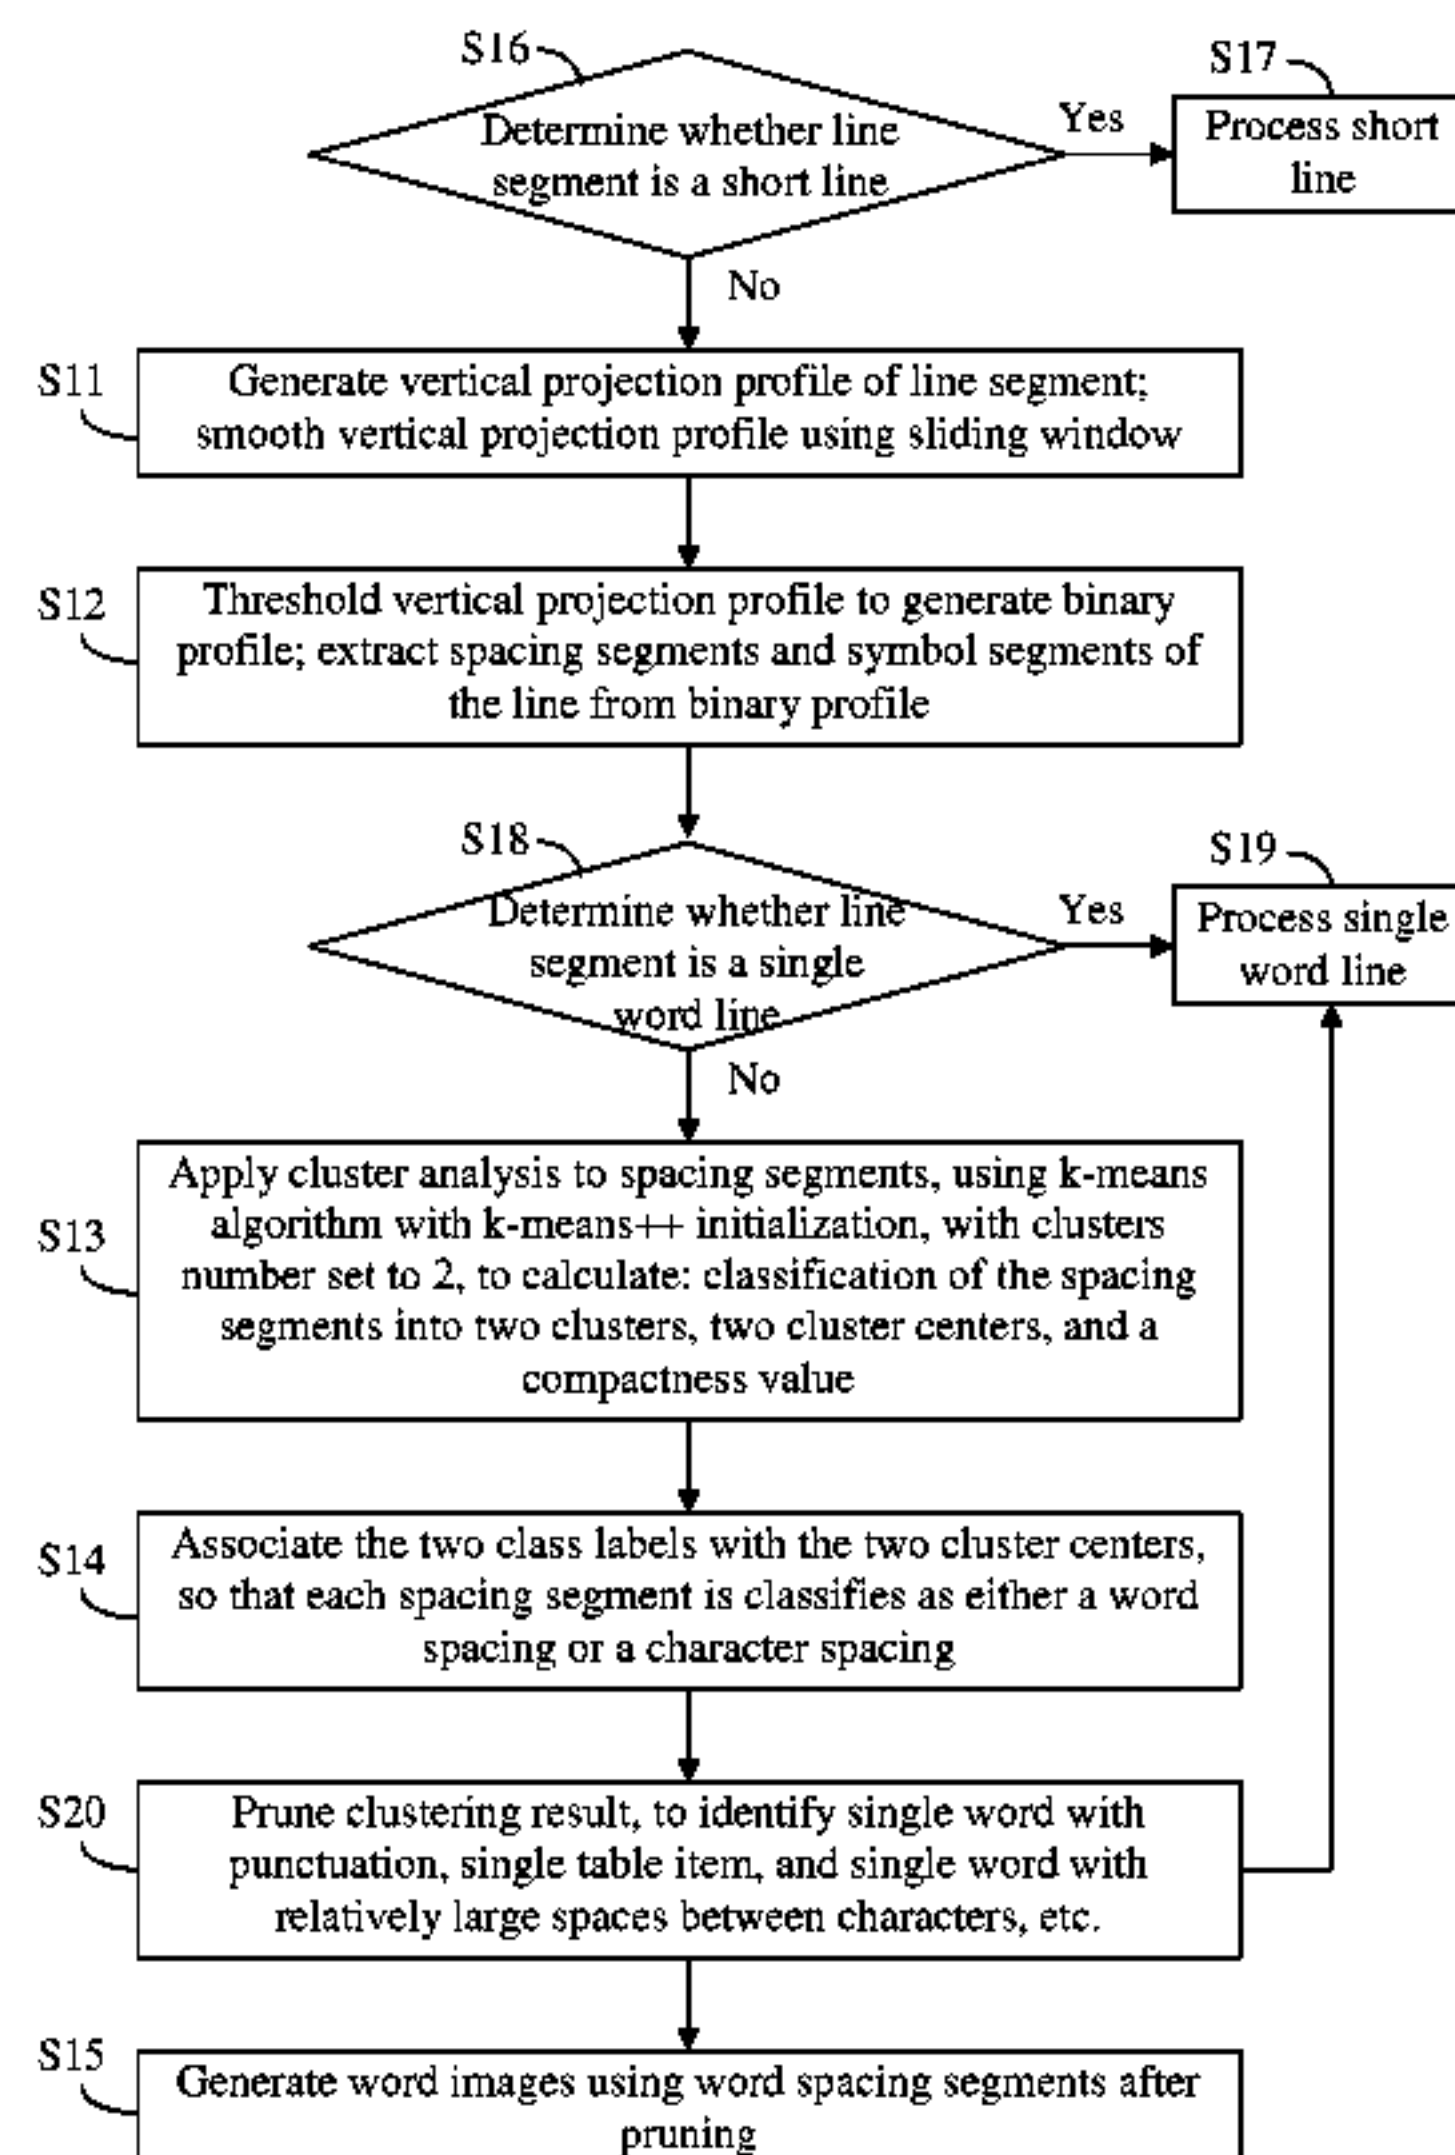 S16
Determine whether line
segment is a short line
Yes
S17
Process short
line
No
S11
Generate vertical projection profile of line segment;
smooth vertical projection profile using sliding window
S12
Threshold vertical projection profile to generate binary
profile; extract spacing segments and symbol segments of
the line from binary profile
S18
Determine whether line
segment is a single
word line
Yes
S19
Process single
word line
No
S13
Apply cluster analysis to spacing segments, using k-means
algorithm with k-means++ initialization, with clusters
number set to 2, to calculate: classification of the spacing
segments into two clusters, two cluster centers, and a
compactness value
S14
Associate the two class labels with the two cluster centers,
so that each spacing segment is classifies as either a word
spacing or a character spacing
S20
Prune clustering result, to identify single word with
punctuation, single table item, and single word with
relatively large spaces between characters, etc.
S15
Generate word images using word spacing segments after
pruning